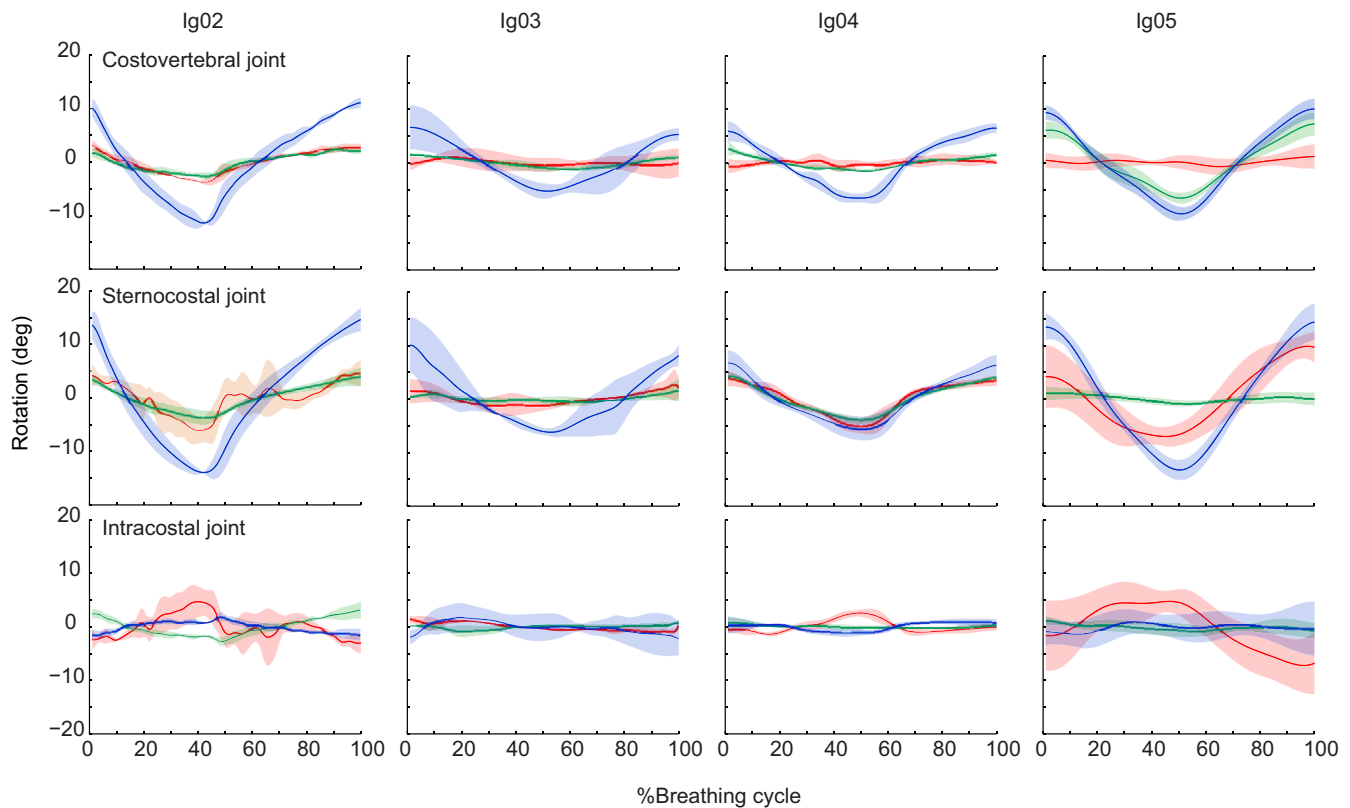 Ig02 Ig03 Ig04 Ig05
20 Costovertebral joint
10
0
−10
20 Sternocostal joint
10
0
−10
Rotation (deg)
20 Intracostal joint
10
0
−10
−20
0 20 40 60 80 100 0 20 40 60 80 100 0 20 40 60 80 100 0 20 40 60 80 100
%Breathing cycle